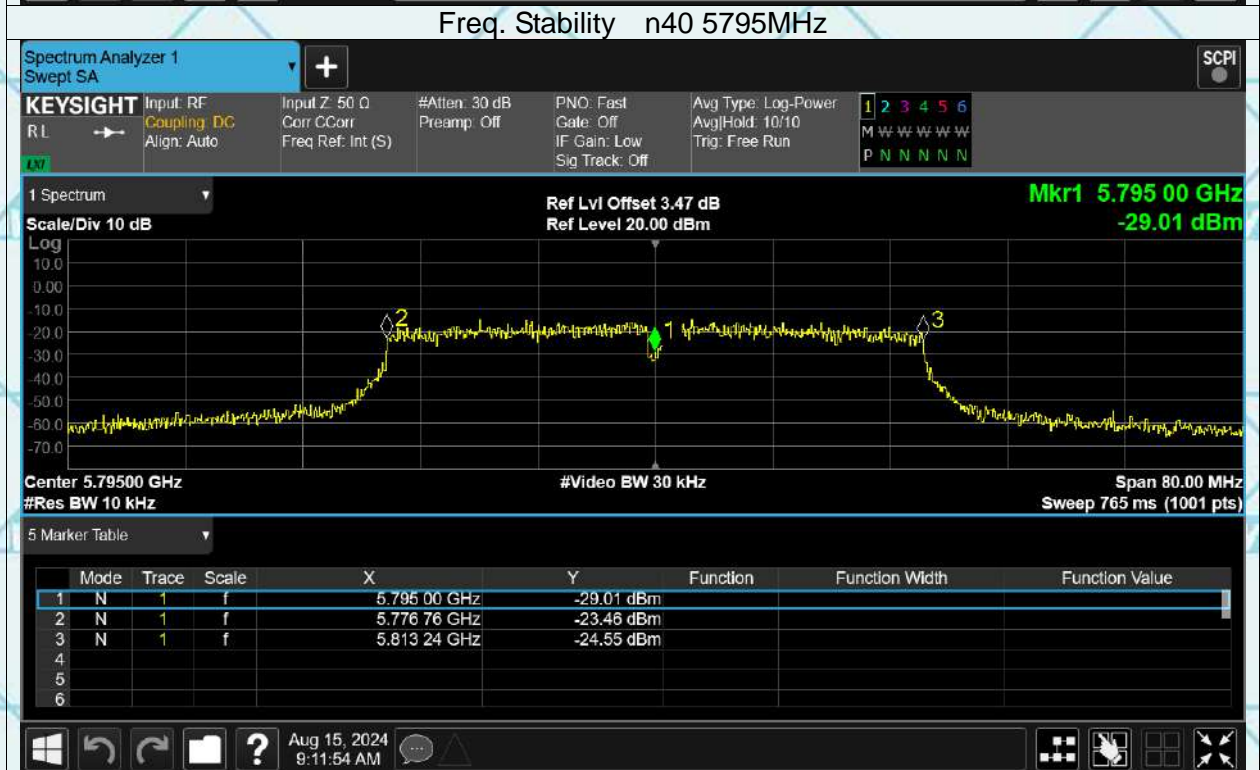 Freq. Stability n40 5795MHz
Spectrum Analyzer 1
Swept SA
SCPI
KEYSIGHT
RL
LXI
Input: RF
Coupling: DC
Align: Auto
Input Z: 50 Ω
Corr CCorr
Freq Ref: Int (S)
#Atten: 30 dB
Preamp: Off
PNO: Fast
Gate: Off
IF Gain: Low
Sig Track: Off
Avg Type: Log-Power
Avg|Hold: 10/10
Trig: Free Run
1 2 3 4 5 6
M W W W W W
P N N N N N
1 Spectrum
Scale/Div 10 dB
Ref Lvl Offset 3.47 dB
Ref Level 20.00 dBm
Mkr1 5.795 00 GHz
-29.01 dBm
Log
10.0
0.00
-10.0
-20.0
-30.0
-40.0
-50.0
-60.0
-70.0
2
1
3
Center 5.79500 GHz
#Res BW 10 kHz
#Video BW 30 kHz
Span 80.00 MHz
Sweep 765 ms (1001 pts)
5 Marker Table
Mode Trace Scale X Y Function Function Width Function Value
1 N 1 f 5.795 00 GHz -29.01 dBm
2 N 1 f 5.776 76 GHz -23.46 dBm
3 N 1 f 5.813 24 GHz -24.55 dBm
4
5
6
?
Aug 15, 2024
9:11:54 AM